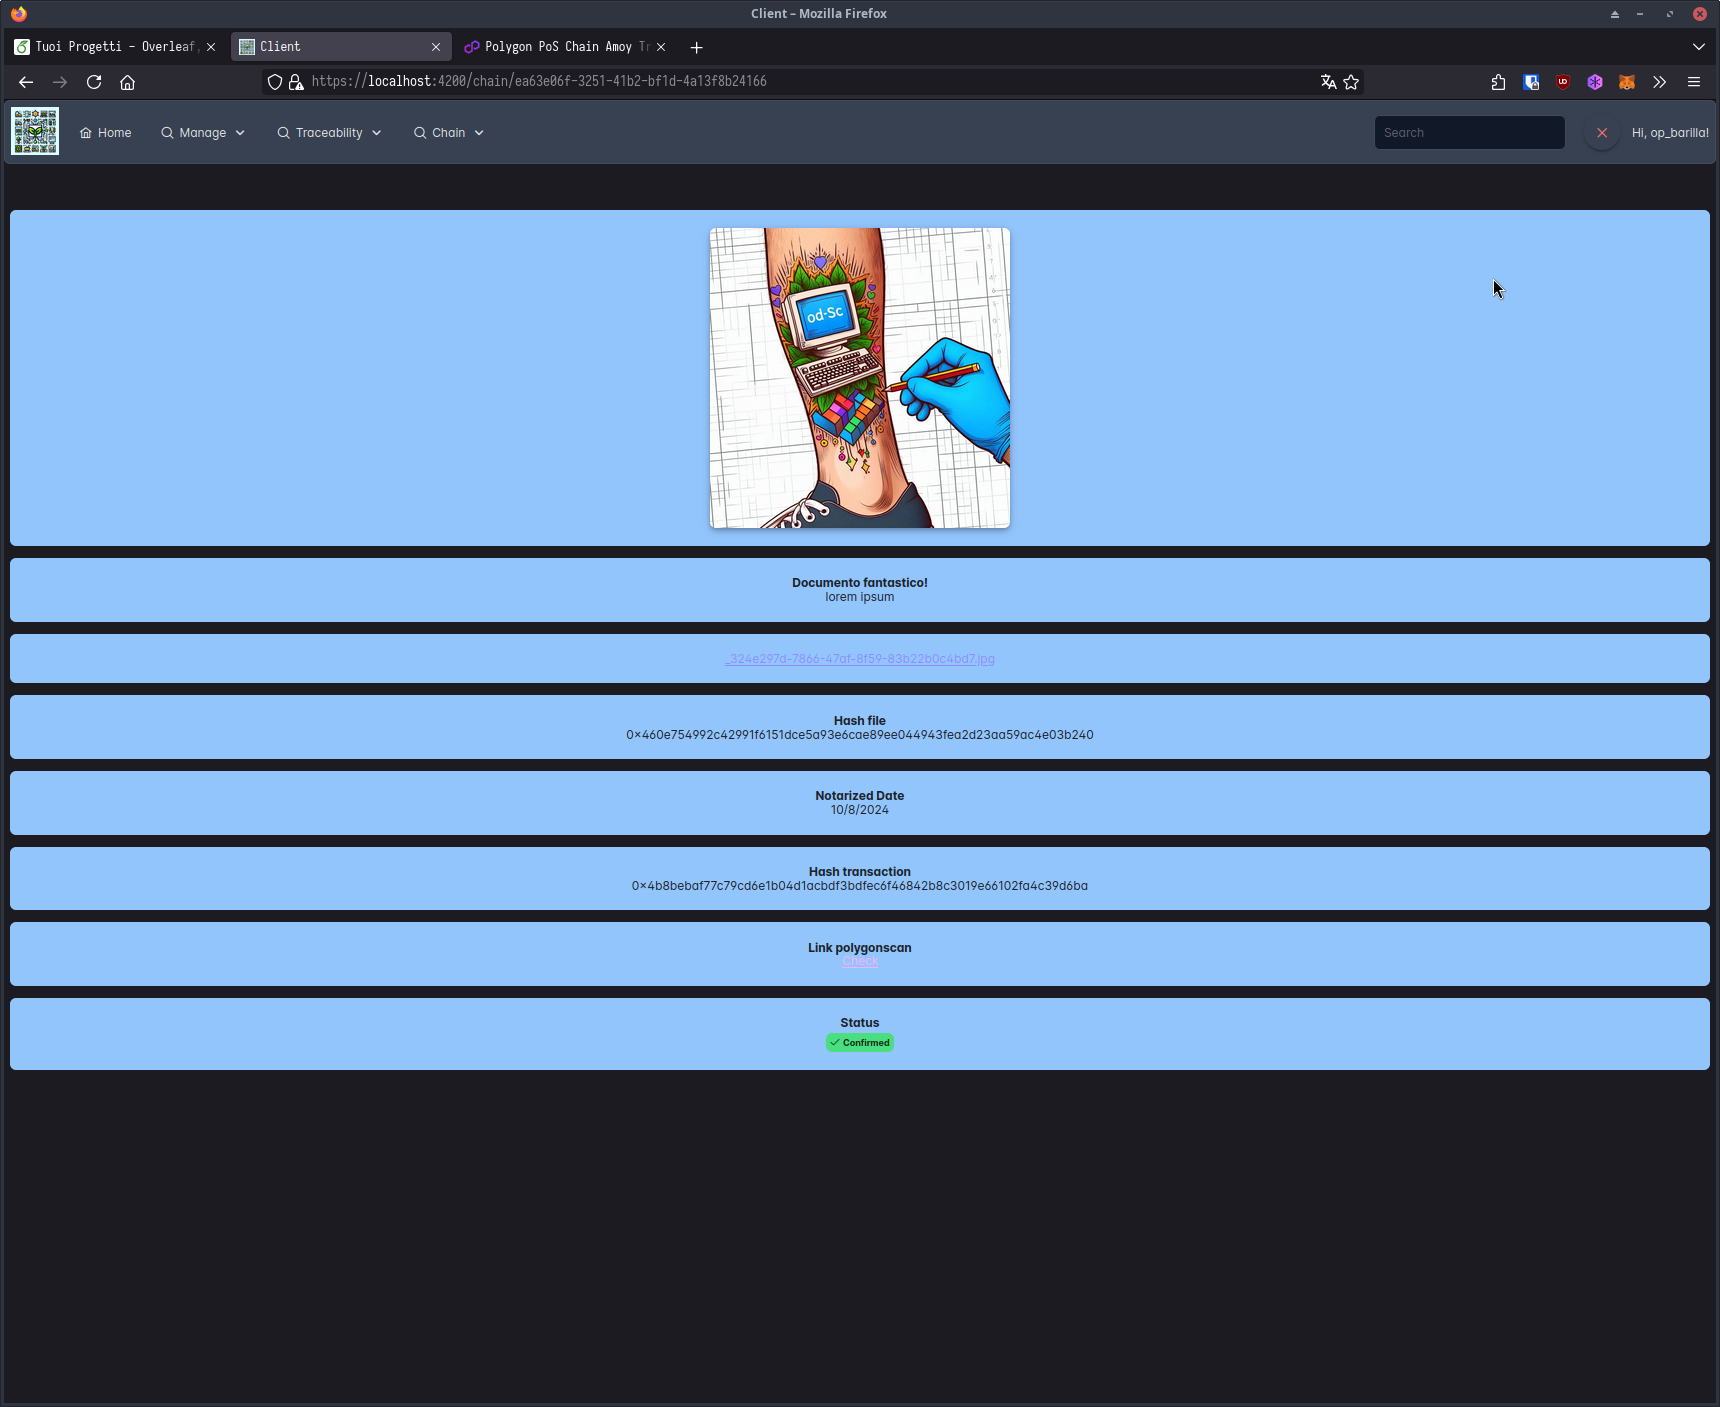 Client – Mozilla Firefox
Tuoi Progetti – Overleaf,
Client
Polygon PoS Chain Amoy Tr
https://localhost:4200/chain/ea63e06f-3251-41b2-bf1d-4a13f8b24166
Home
Manage
Traceability
Chain
Search
Hi, op_barilla!
od-Sc
Documento fantastico!
lorem ipsum
_324e297d-7866-47af-8f59-83b22b0c4bd7.jpg
Hash file
0x460e754992c42991f6151dce5a93e6cae89ee044943fea2d23aa59ac4e03b240
Notarized Date
10/8/2024
Hash transaction
0x4b8bebaf77c79cd6e1b04d1acbdf3bdfec6f46842b8c3019e66102fa4c39d6ba
Link polygonscan
Check
Status
Confirmed